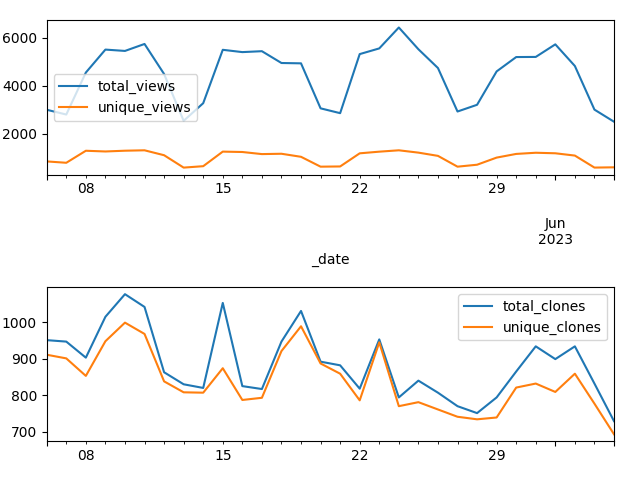 6000
4000
2000
total_views
unique_views
08
15
22
29
Jun
2023
_date
1000
900
800
700
total_clones
unique_clones
08
15
22
29